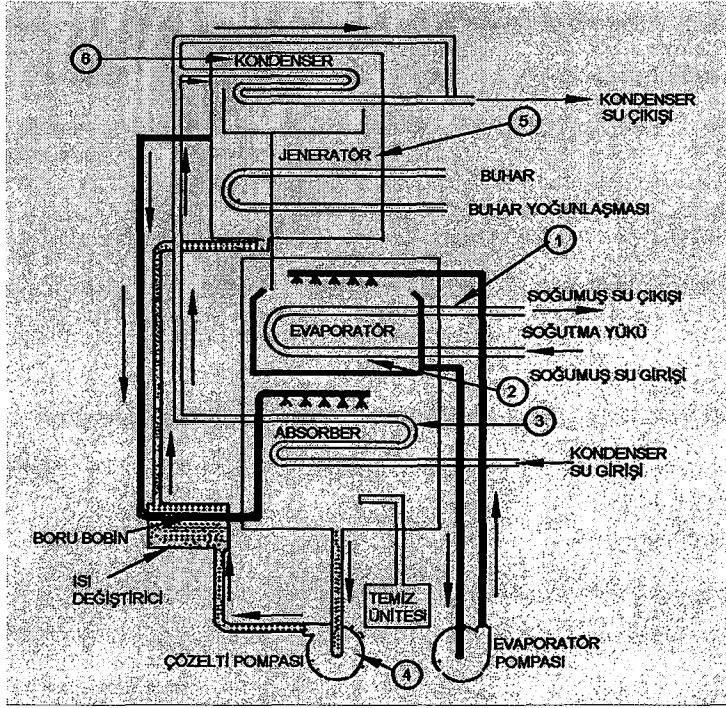 6
KONDENSER
KONDENSER
SU ÇIKIŞI
5
JENERATÖR
BUHAR
BUHAR YOĞUNLAŞMASI
1
SOĞUMUŞ SU ÇIKIŞI
EVAPORATÖR
SOĞUTMA YÜKÜ
2
SOĞUMUŞ SU GİRİŞİ
3
ABSORBER
KONDENSER
SU GİRİŞİ
BORU BOBİN
ISI
DEĞİŞTİRİCİ
TEMİZ
ÜNİTESİ
ÇÖZELTİ POMPASI
4
EVAPORATÖR
POMPASI